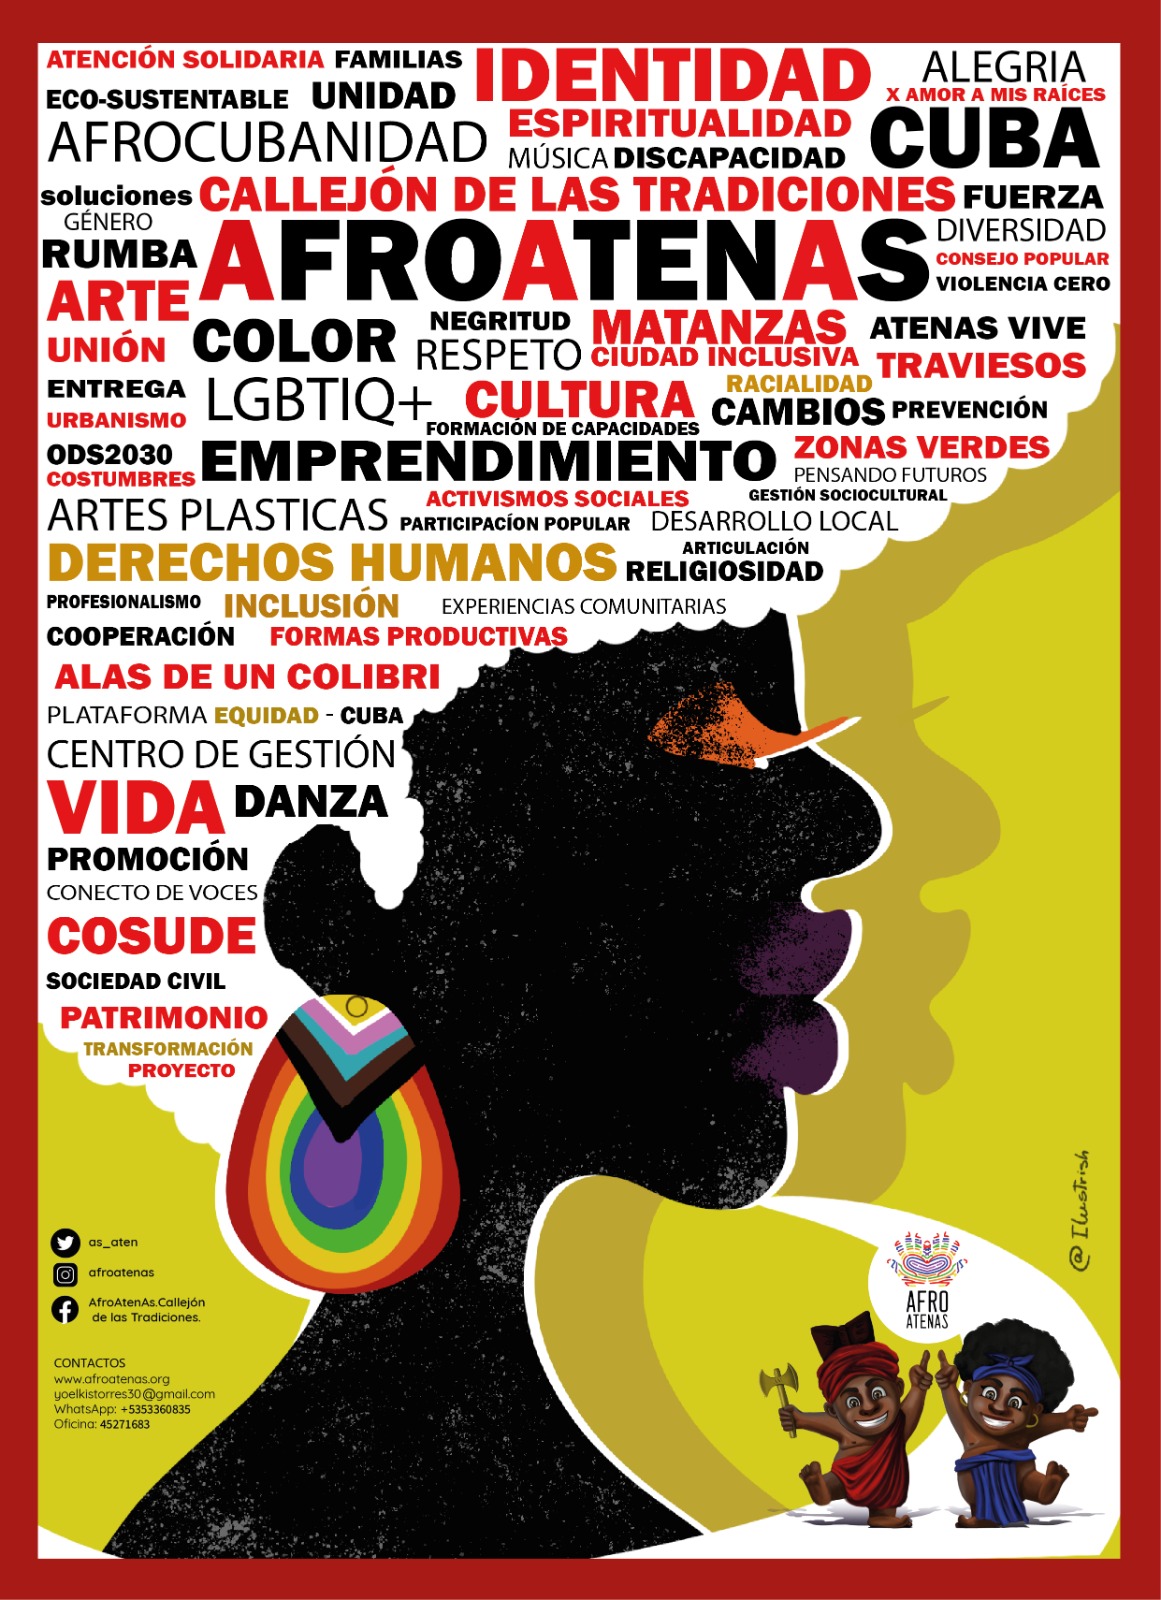 ATENCIÓN SOLIDARIA FAMILIAS IDENTIDAD ALEGRIA
ECO-SUSTENTABLE UNIDAD X AMOR A MIS RAÍCES
AFROCUBANIDAD ESPIRITUALIDAD CUBA
MÚSICA DISCAPACIDAD
soluciones CALLEJÓN DE LAS TRADICIONES FUERZA
GÉNERO DIVERSIDAD
RUMBA AFROATENAS CONSEJO POPULAR
ARTE VIOLENCIA CERO
UNIÓN COLOR NEGRITUD MATANZAS ATENAS VIVE
RESPETO CIUDAD INCLUSIVA TRAVIESOS
ENTREGA LGBTIQ+ CULTURA RACIALIDAD
URBANISMO CAMBIOS PREVENCIÓN
FORMACIÓN DE CAPACIDADES
ODS2030 EMPRENDIMIENTO ZONAS VERDES
COSTUMBRES PENSANDO FUTUROS
ACTIVISMOS SOCIALES GESTIÓN SOCIOCULTURAL
ARTES PLASTICAS PARTICIPACÍON POPULAR DESARROLLO LOCAL
DERECHOS HUMANOS ARTICULACIÓN
RELIGIOSIDAD
PROFESIONALISMO INCLUSIÓN EXPERIENCIAS COMUNITARIAS
COOPERACIÓN FORMAS PRODUCTIVAS
ALAS DE UN COLIBRI
PLATAFORMA EQUIDAD - CUBA
CENTRO DE GESTIÓN
VIDA DANZA
PROMOCIÓN
CONECTO DE VOCES
COSUDE
SOCIEDAD CIVIL
PATRIMONIO
TRANSFORMACIÓN
PROYECTO
@Ilustrish
as_aten
afroatenas
AfroAtenAs.Callejón
de las Tradiciones.
CONTACTOS
www.afroatenas.org
yoelkistorres30@gmail.com
WhatsApp: +5353360835
Oficina: 45271683
AFRO
ATENAS